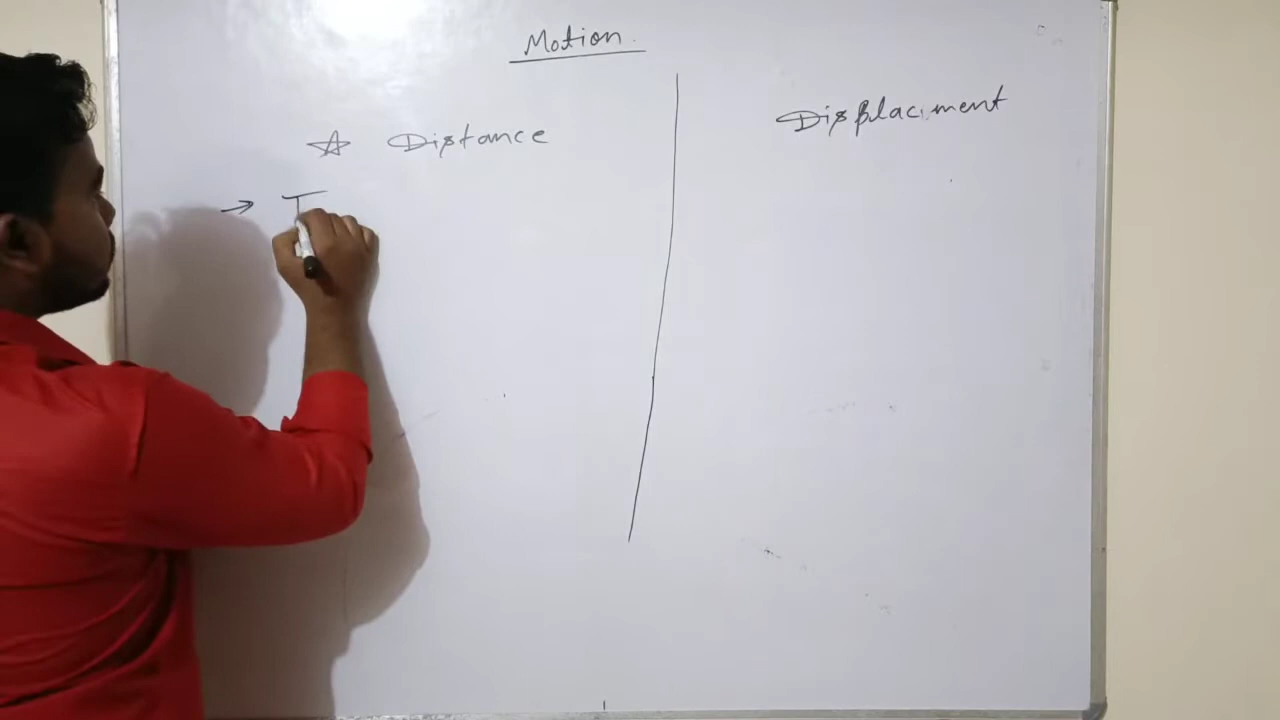 Motion.
☆ Distance
Displacement
→ T